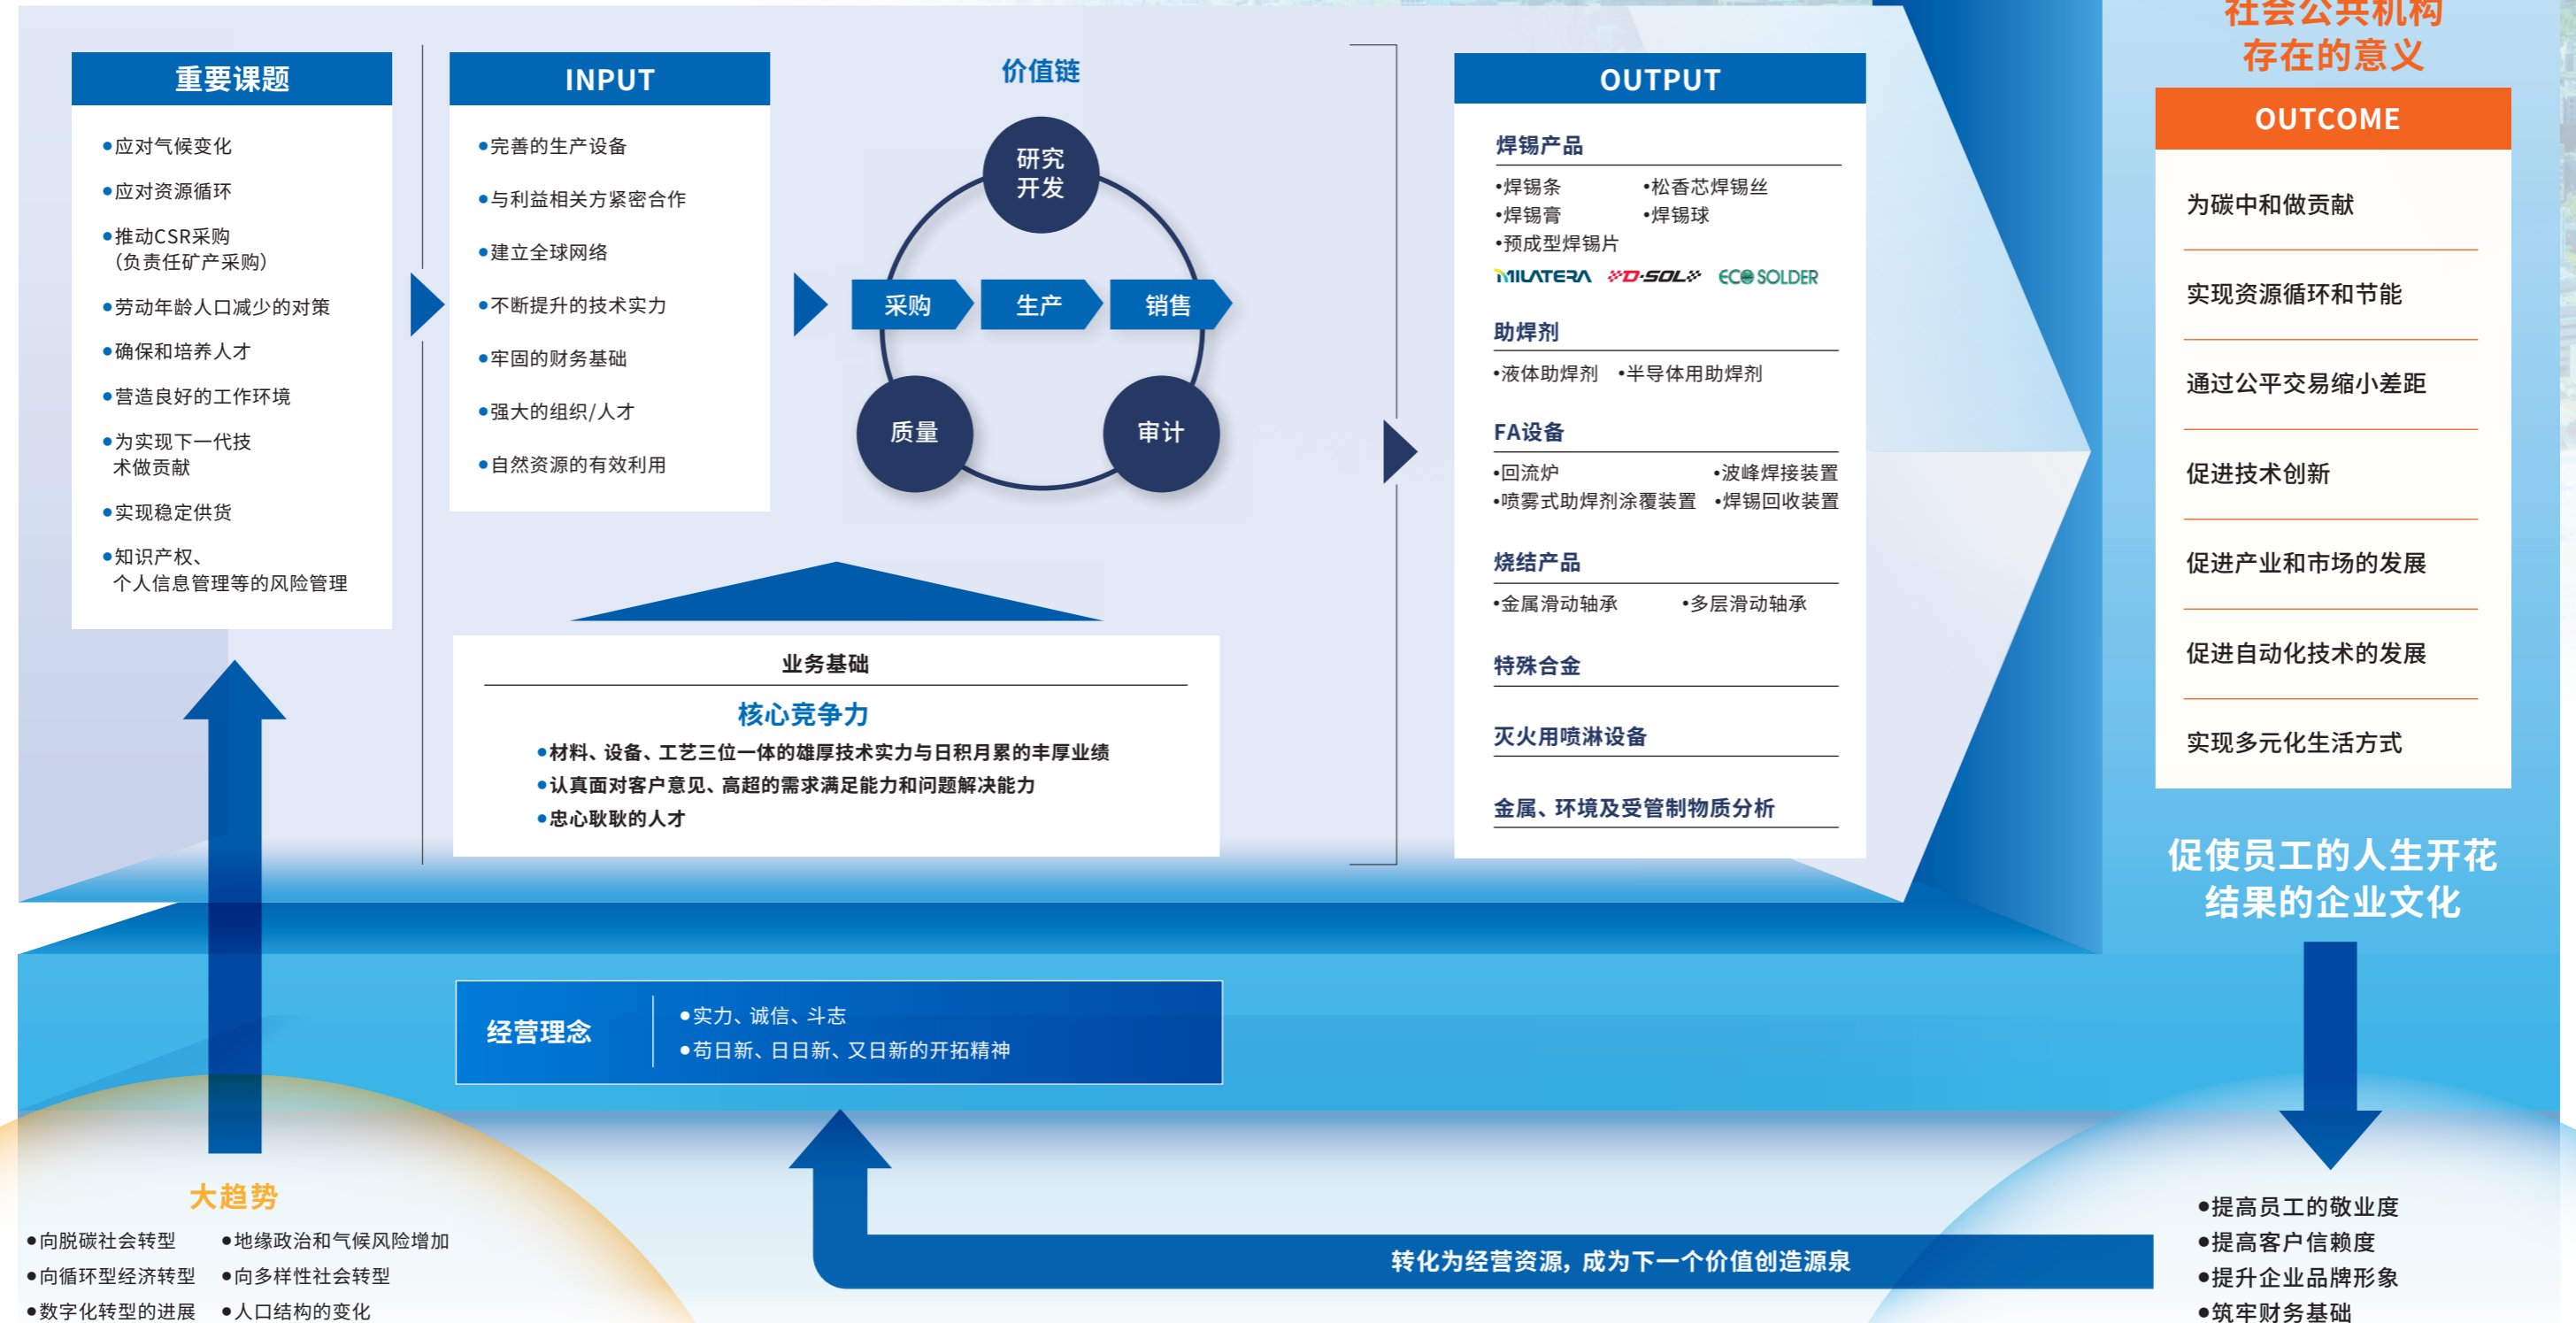 重要课题
●应对气候变化
●应对资源循环
●推动CSR采购
（负责任矿产采购）
●劳动年龄人口减少的对策
●确保和培养人才
●营造良好的工作环境
●为实现下一代技
术做贡献
●实现稳定供货
●知识产权、
个人信息管理等的风险管理
INPUT
●完善的生产设备
●与利益相关方紧密合作
●建立全球网络
●不断提升的技术实力
●牢固的财务基础
●强大的组织/人才
●自然资源的有效利用
价值链
研究
开发
采购
生产
销售
质量
审计
业务基础
核心竞争力
●材料、设备、工艺三位一体的雄厚技术实力与日积月累的丰厚业绩
●认真面对客户意见、高超的需求满足能力和问题解决能力
●忠心耿耿的人才
OUTPUT
焊锡产品
•焊锡条 •松香芯焊锡丝
•焊锡膏 •焊锡球
•预成型焊锡片
MILATERA D·SOL ECO SOLDER
助焊剂
•液体助焊剂 •半导体用助焊剂
FA设备
•回流炉 •波峰焊接装置
•喷雾式助焊剂涂覆装置 •焊锡回收装置
烧结产品
•金属滑动轴承 •多层滑动轴承
特殊合金
灭火用喷淋设备
金属、环境及受管制物质分析
社会公共机构
存在的意义
OUTCOME
为碳中和做贡献
实现资源循环和节能
通过公平交易缩小差距
促进技术创新
促进产业和市场的发展
促进自动化技术的发展
实现多元化生活方式
促使员工的人生开花
结果的企业文化
经营理念
●实力、诚信、斗志
●苟日新、日日新、又日新的开拓精神
大趋势
●向脱碳社会转型 ●地缘政治和气候风险增加
●向循环型经济转型 ●向多样性社会转型
●数字化转型的进展 ●人口结构的变化
转化为经营资源，成为下一个价值创造源泉
●提高员工的敬业度
●提高客户信赖度
●提升企业品牌形象
●筑牢财务基础